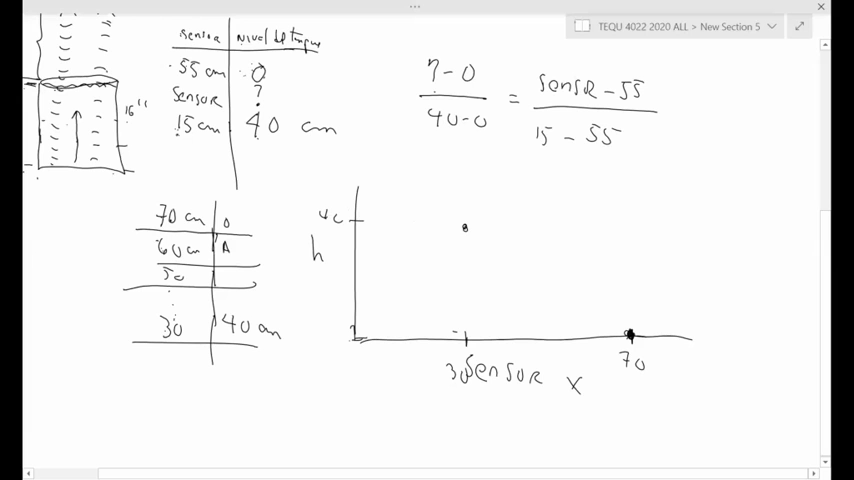 TEQU 4022 2020 ALL > New Section 5
sensor Nivel del tanque
55 cm 0
sensor ?
15 cm 40 cm
16"
?-0 / 40-0 = sensor-55 / 15-55
70 cm 0
60 cm A
50
30 40 cm
40
h
30 sensor x
70